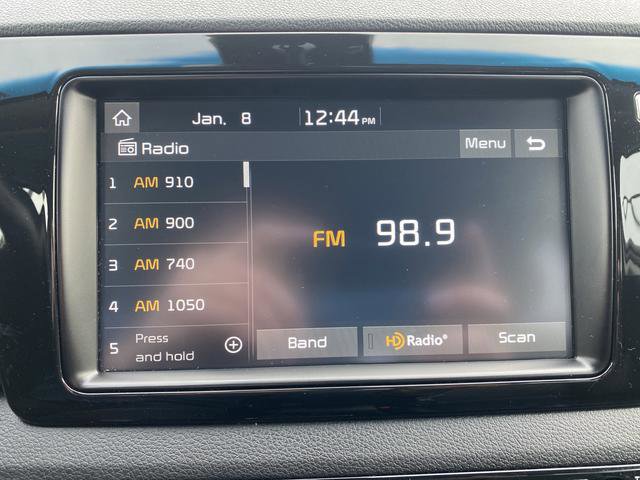 Jan. 8 12:44 PM
Radio Menu
1 AM 910
2 AM 900
3 AM 740
4 AM 1050
5 Press and hold
FM 98.9
Band HD Radio® Scan